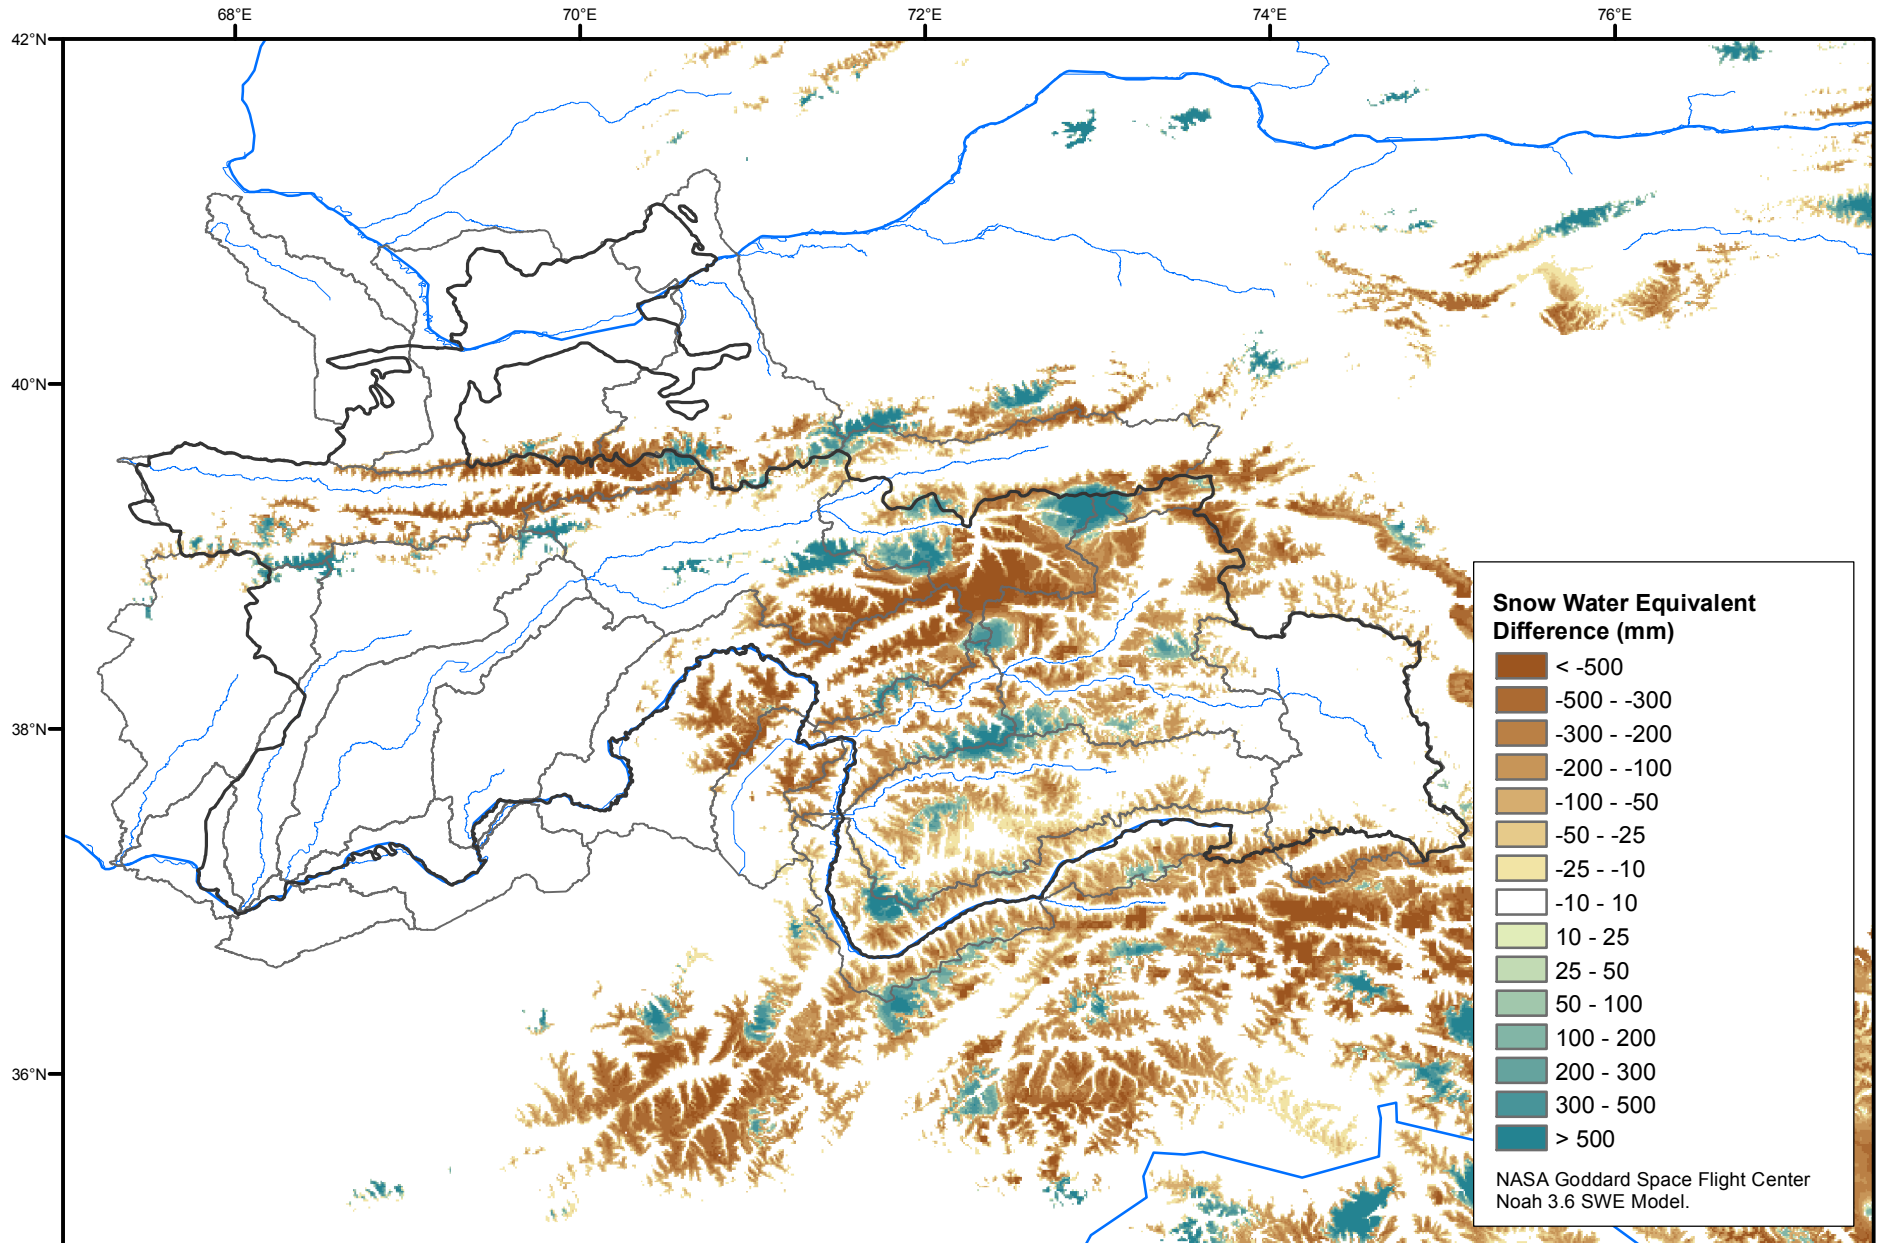 68°E 70°E 72°E 74°E 76°E
42°N
40°N
38°N
36°N
Snow Water Equivalent
Difference (mm)
< -500
-500 - -300
-300 - -200
-200 - -100
-100 - -50
-50 - -25
-25 - -10
-10 - 10
10 - 25
25 - 50
50 - 100
100 - 200
200 - 300
300 - 500
> 500
NASA Goddard Space Flight Center
Noah 3.6 SWE Model.